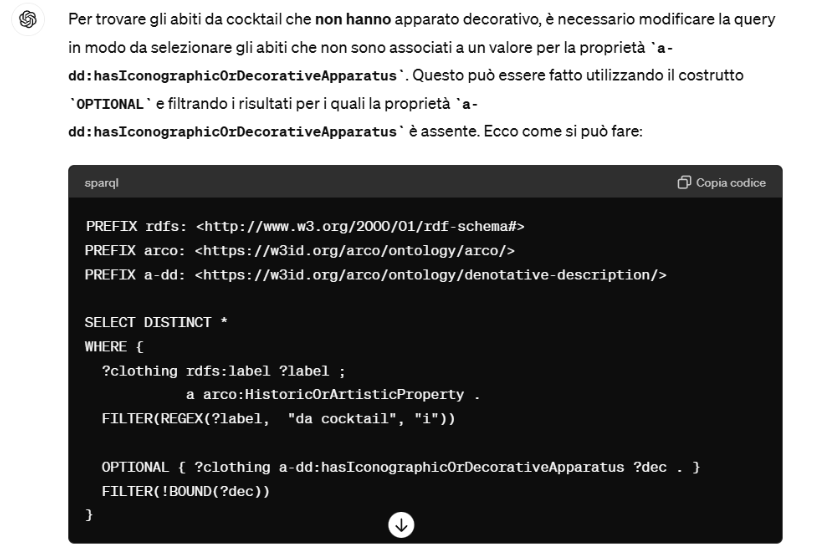 Per trovare gli abiti da cocktail che non hanno apparato decorativo, è necessario modificare la query
in modo da selezionare gli abiti che non sono associati a un valore per la proprietà `a-
dd:hasIconographicOrDecorativeApparatus`. Questo può essere fatto utilizzando il costrutto
`OPTIONAL` e filtrando i risultati per i quali la proprietà `a-
dd:hasIconographicOrDecorativeApparatus` è assente. Ecco come si può fare:
sparql
Copia codice
PREFIX rdfs: <http://www.w3.org/2000/01/rdf-schema#>
PREFIX arco: <https://w3id.org/arco/ontology/arco/>
PREFIX a-dd: <https://w3id.org/arco/ontology/denotative-description/>
SELECT DISTINCT *
WHERE {
?clothing rdfs:label ?label ;
a arco:HistoricOrArtisticProperty .
FILTER(REGEX(?label, "da cocktail", "i"))
OPTIONAL { ?clothing a-dd:hasIconographicOrDecorativeApparatus ?dec . }
FILTER(!BOUND(?dec))
}